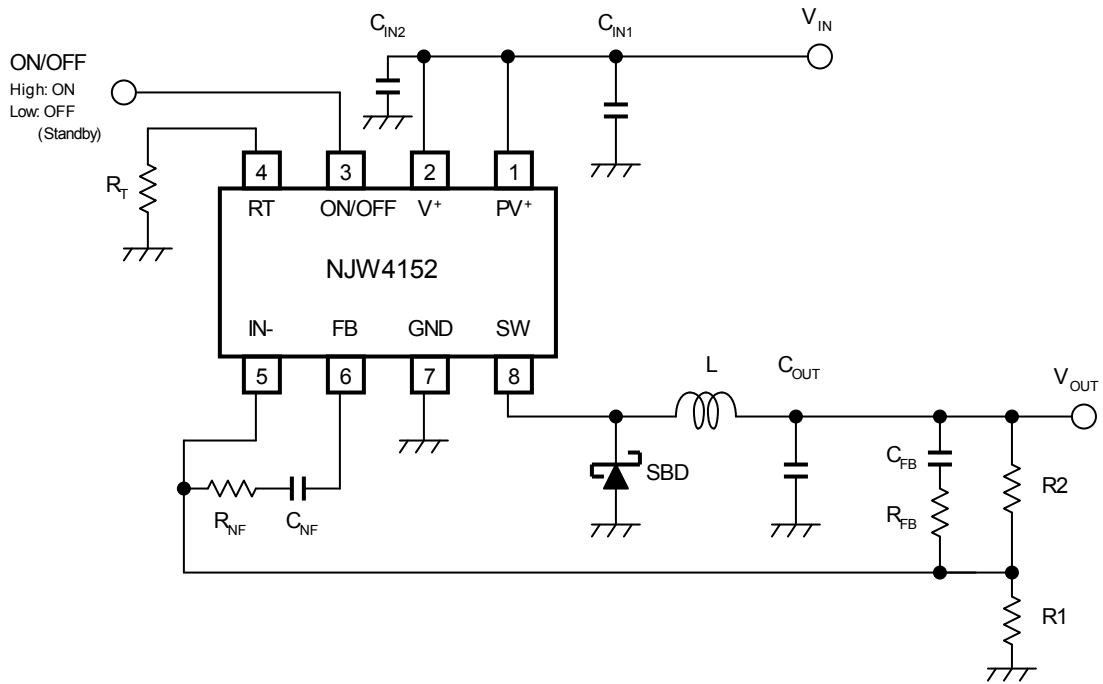 C_IN2
C_IN1
V_IN
ON/OFF
High: ON
Low: OFF
(Standby)
R_T
4
3
2
1
RT
ON/OFF
V⁺
PV⁺
NJW4152
IN-
FB
GND
SW
5
6
7
8
L
C_OUT
V_OUT
SBD
C_FB
R_FB
R2
R_NF
C_NF
R1